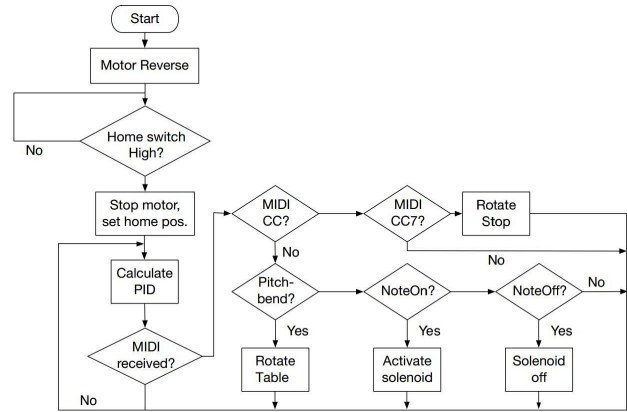 Start
Motor Reverse
Home switch
High?
No
Stop motor,
set home pos.
Calculate
PID
MIDI
received?
No
MIDI
CC?
No
MIDI
CC7?
No
Rotate
Stop
Pitch-
bend?
Yes
Rotate
Table
NoteOn?
Yes
Activate
solenoid
NoteOff?
No
Yes
Solenoid
off